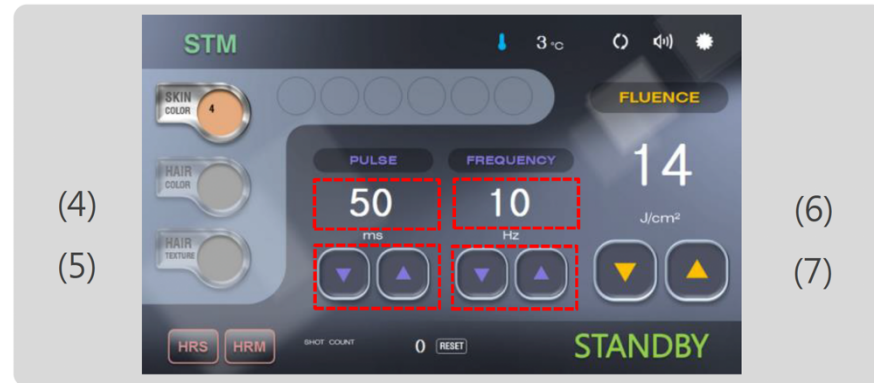 STM
3 °C
SKIN
COLOR
4
FLUENCE
HAIR
COLOR
PULSE
FREQUENCY
14
50
10
J/cm²
ms
Hz
HAIR
TEXTURE
(4)
(5)
(6)
(7)
HRS
HRM
SHOT COUNT
0
RESET
STANDBY